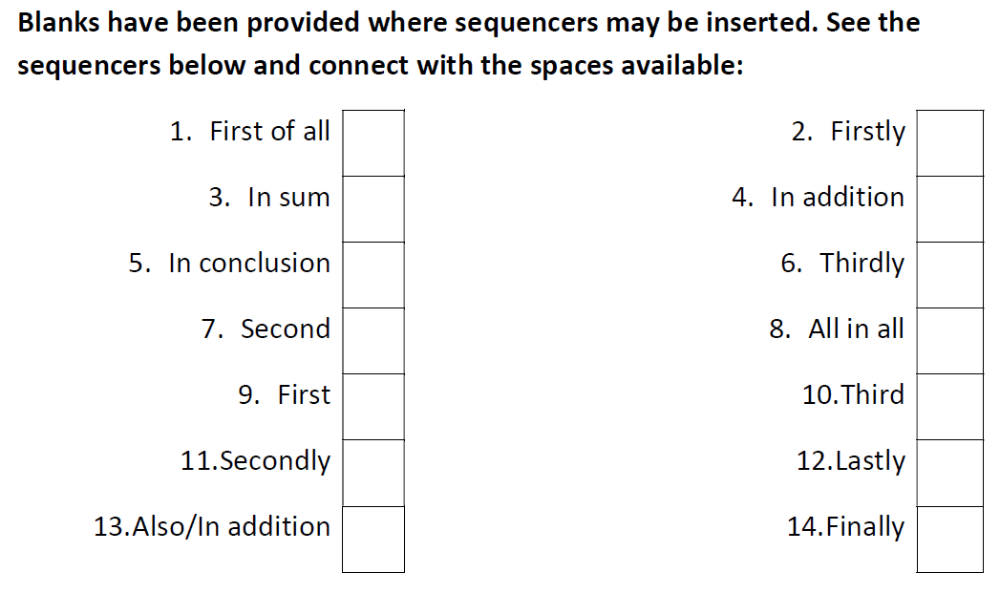 Blanks have been provided where sequencers may be inserted. See the
sequencers below and connect with the spaces available:
1. First of all
2. Firstly
3. In sum
4. In addition
5. In conclusion
6. Thirdly
7. Second
8. All in all
9. First
10.Third
11.Secondly
12.Lastly
13.Also/In addition
14.Finally